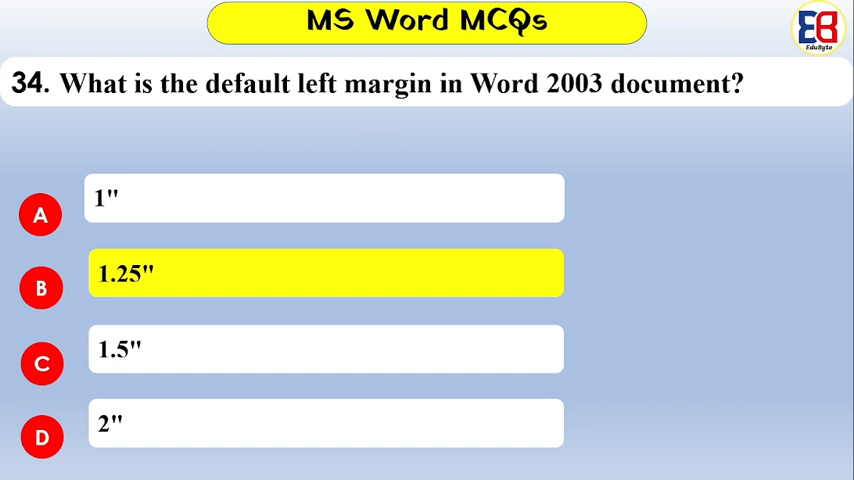 MS Word MCQs
EB
EduByte
34. What is the default left margin in Word 2003 document?
A
1"
B
1.25"
C
1.5"
D
2"